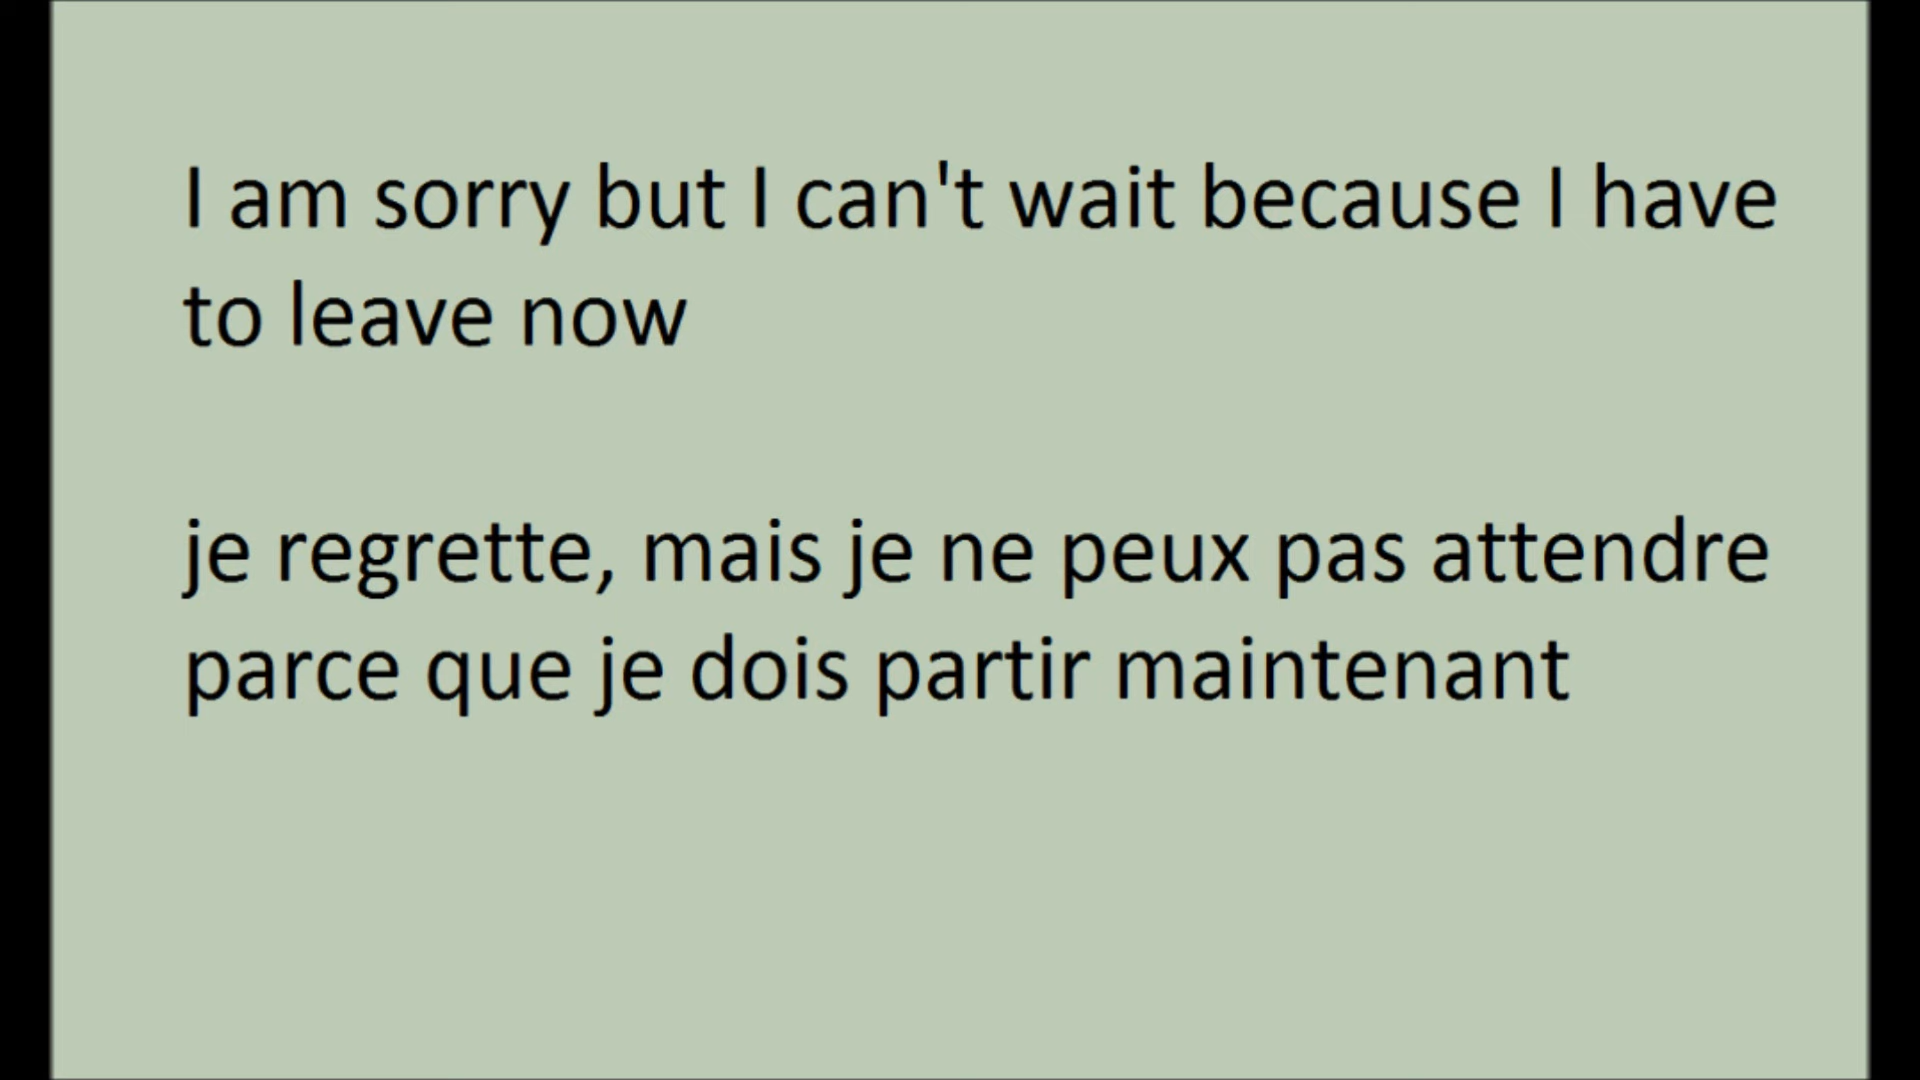 I am sorry but I can't wait because I have
to leave now
je regrette, mais je ne peux pas attendre
parce que je dois partir maintenant